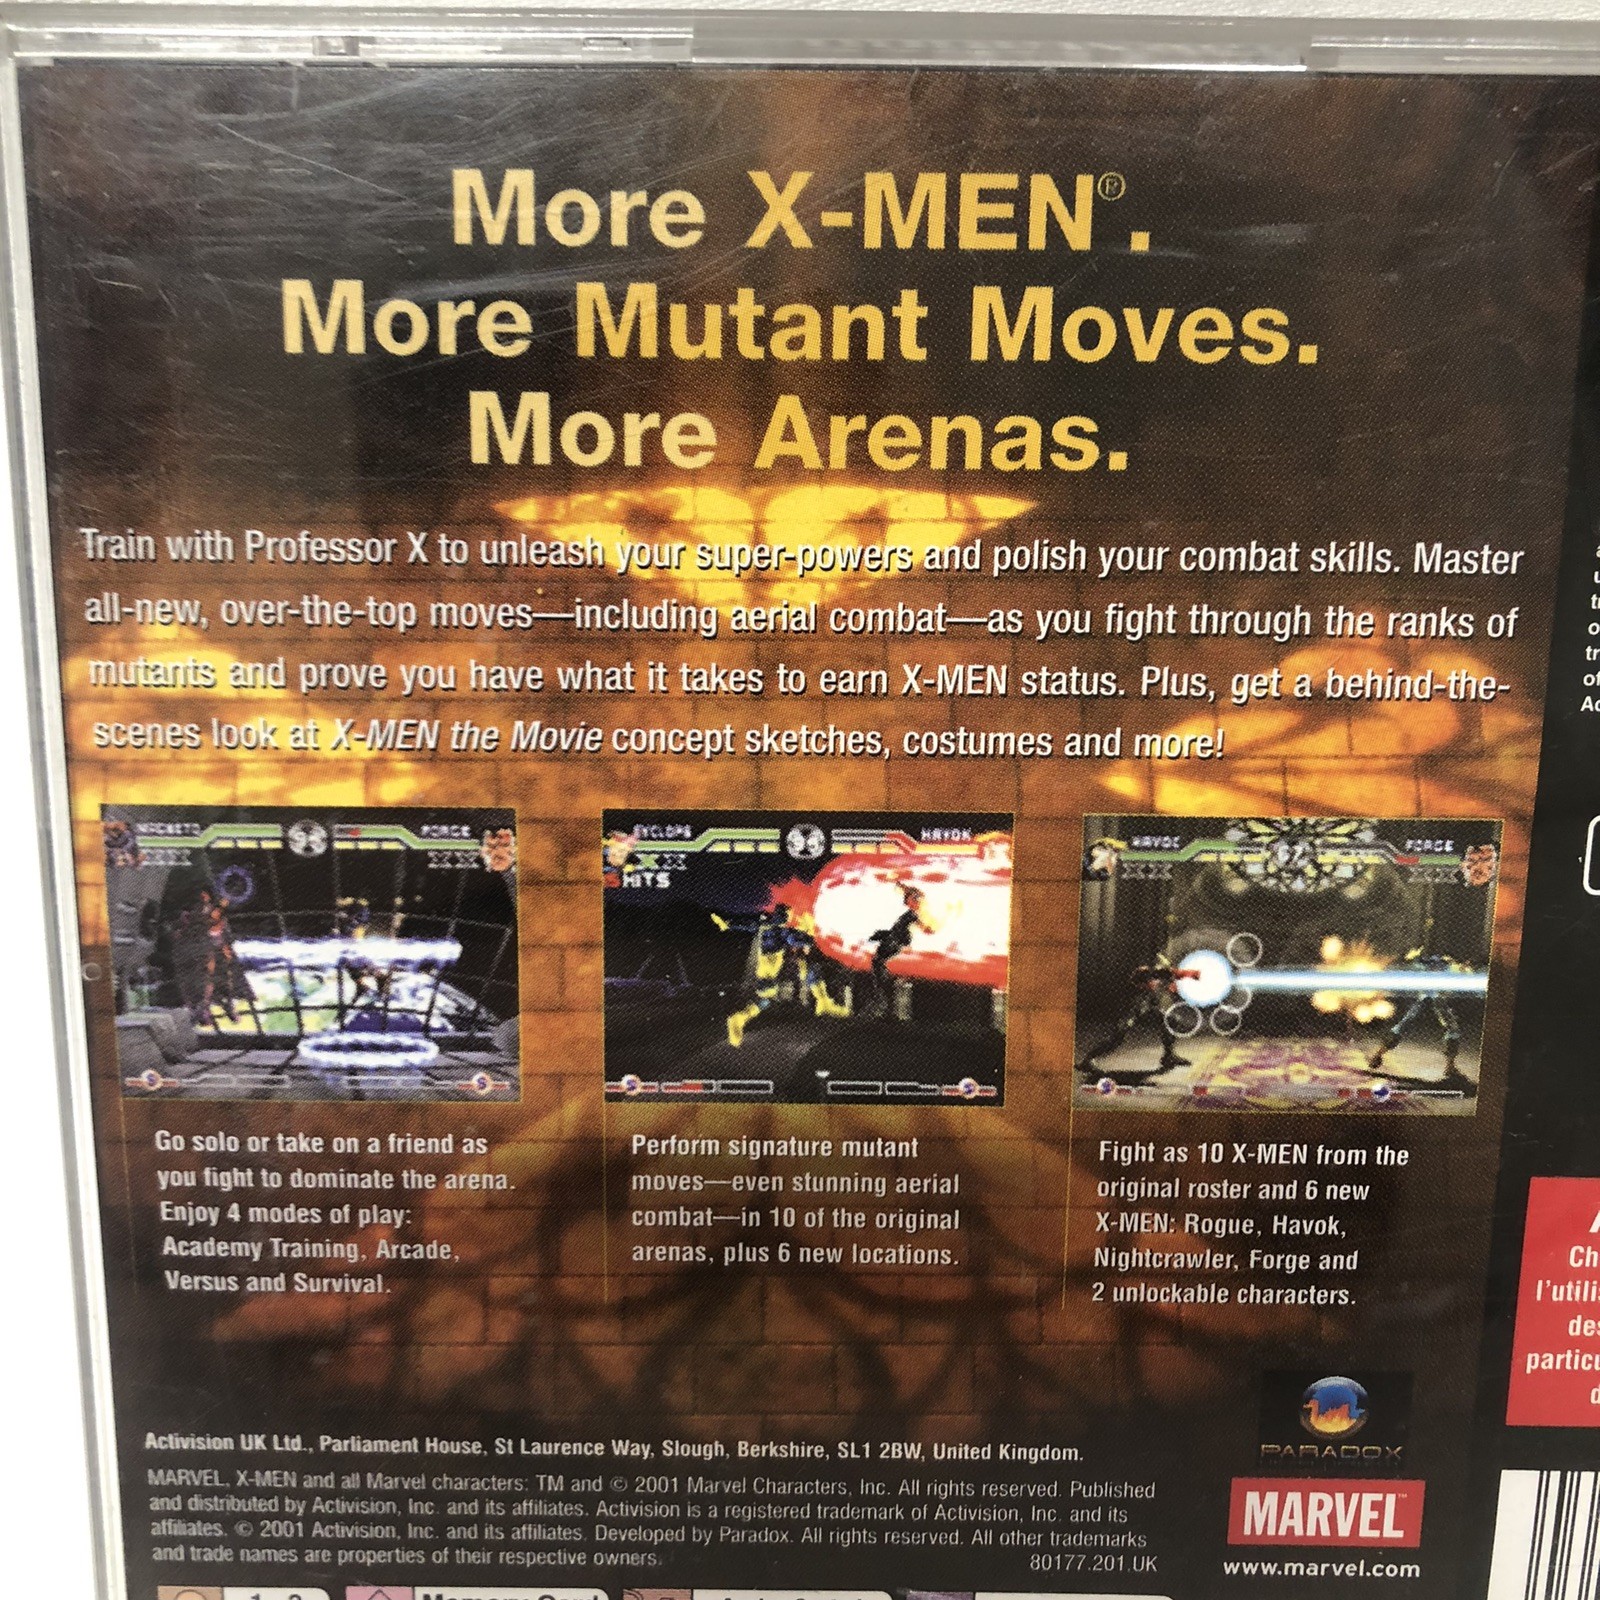 More X-MEN®.
More Mutant Moves.
More Arenas.
Train with Professor X to unleash your super-powers and polish your combat skills. Master
all-new, over-the-top moves—including aerial combat—as you fight through the ranks of
mutants and prove you have what it takes to earn X-MEN status. Plus, get a behind-the-
scenes look at X-MEN the Movie concept sketches, costumes and more!
MAGNETO
FORGE
CYCLOPS
93
HAVOK
HITS
HAVOK
FORGE
Go solo or take on a friend as
you fight to dominate the arena.
Enjoy 4 modes of play:
Academy Training, Arcade,
Versus and Survival.
Perform signature mutant
moves—even stunning aerial
combat—in 10 of the original
arenas, plus 6 new locations.
Fight as 10 X-MEN from the
original roster and 6 new
X-MEN: Rogue, Havok,
Nightcrawler, Forge and
2 unlockable characters.
PARADOX
Activision UK Ltd., Parliament House, St Laurence Way, Slough, Berkshire, SL1 2BW, United Kingdom.
MARVEL, X-MEN and all Marvel characters: TM and © 2001 Marvel Characters, Inc. All rights reserved. Published
and distributed by Activision, Inc. and its affiliates. Activision is a registered trademark of Activision, Inc. and its
affiliates. © 2001 Activision, Inc. and its affiliates. Developed by Paradox. All rights reserved. All other trademarks
and trade names are properties of their respective owners.
80177.201.UK
MARVEL™
www.marvel.com
Memory Card